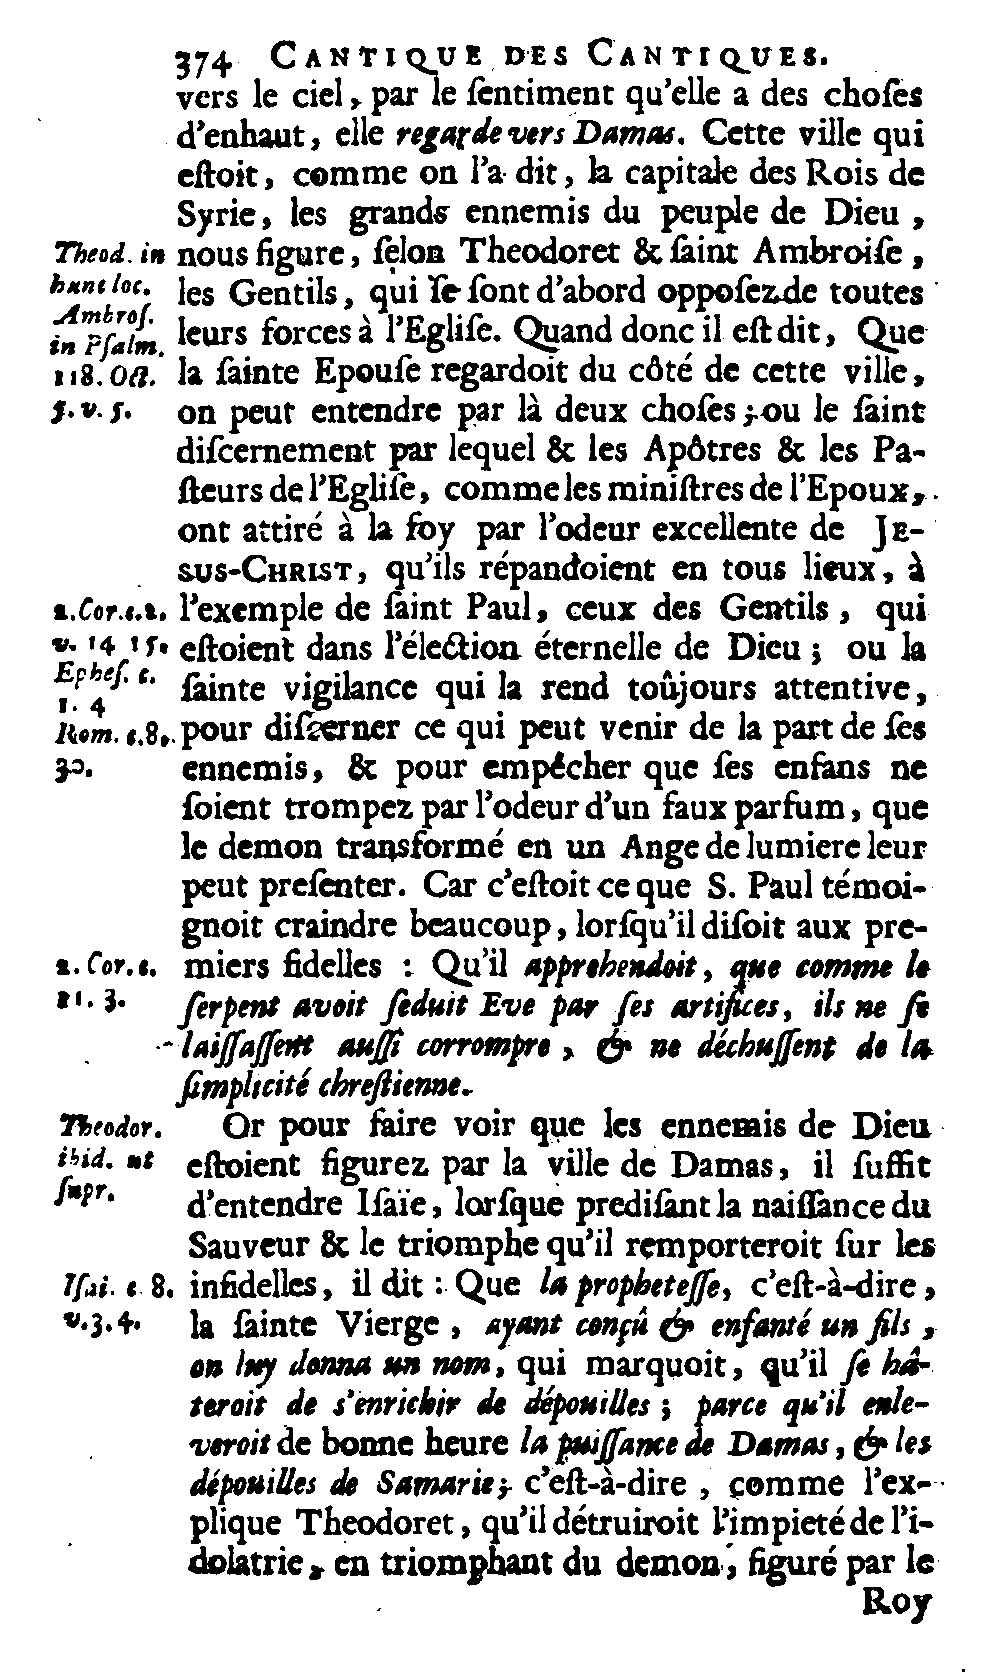 374 CANTIQUE DES CANTIQUES.
vers le ciel, par le ſentiment qu'elle a des choſes
d'enhaut, elle regarde vers Damas. Cette ville qui
eſtoit, comme on l'a dit, la capitale des Rois de
Syrie, les grands ennemis du peuple de Dieu,
Theod. in nous figure, ſelon Theodoret & ſaint Ambroiſe,
hunc loc. les Gentils, qui ſe ſont d'abord oppoſez de toutes
Ambroſ.
in Pſalm. leurs forces à l'Egliſe. Quand donc il eſt dit, Que
118. Oct. la ſainte Epouſe regardoit du côté de cette ville,
5. v. 5. on peut entendre par là deux choſes; ou le ſaint
diſcernement par lequel & les Apôtres & les Pa-
ſteurs de l'Egliſe, comme les miniſtres de l'Epoux,
ont attiré à la foy par l'odeur excellente de JE-
SUS-CHRIST, qu'ils répandoient en tous lieux, à
2. Cor. c. 2. l'exemple de ſaint Paul, ceux des Gentils, qui
v. 14 15. eſtoient dans l'élection éternelle de Dieu; ou la
Epheſ. c.
1. 4 ſainte vigilance qui la rend toûjours attentive,
Rom. c. 8. pour diſcerner ce qui peut venir de la part de ſes
30. ennemis, & pour empêcher que ſes enfans ne
ſoient trompez par l'odeur d'un faux parfum, que
le demon transformé en un Ange de lumiere leur
peut preſenter. Car c'eſtoit ce que S. Paul témoi-
gnoit craindre beaucoup, lorſqu'il diſoit aux pre-
2. Cor. c. miers fidelles : Qu'il apprehendoit, que comme le
11. 3. ſerpent avoit ſeduit Eve par ſes artifices, ils ne ſe
laiſſaſſent auſſi corrompre, & ne déchuſſent de la
ſimplicité chreſtienne.
Theodor. Or pour faire voir que les ennemis de Dieu
ibid. ut eſtoient figurez par la ville de Damas, il ſuffit
ſupr. d'entendre Iſaïe, lorſque prediſant la naiſſance du
Sauveur & le triomphe qu'il remporteroit ſur les
Iſai. c 8. infidelles, il dit : Que la propheteſſe, c'eſt-à-dire,
v. 3. 4. la ſainte Vierge, ayant conçû & enfanté un fils,
on luy donna un nom, qui marquoit, qu'il ſe hâ-
teroit de s'enrichir de dépouilles; parce qu'il enle-
veroit de bonne heure la puiſſance de Damas, & les
dépouilles de Samarie; c'eſt-à-dire, comme l'ex-
plique Theodoret, qu'il détruiroit l'impieté de l'i-
dolatrie, en triomphant du demon, figuré par le
Roy